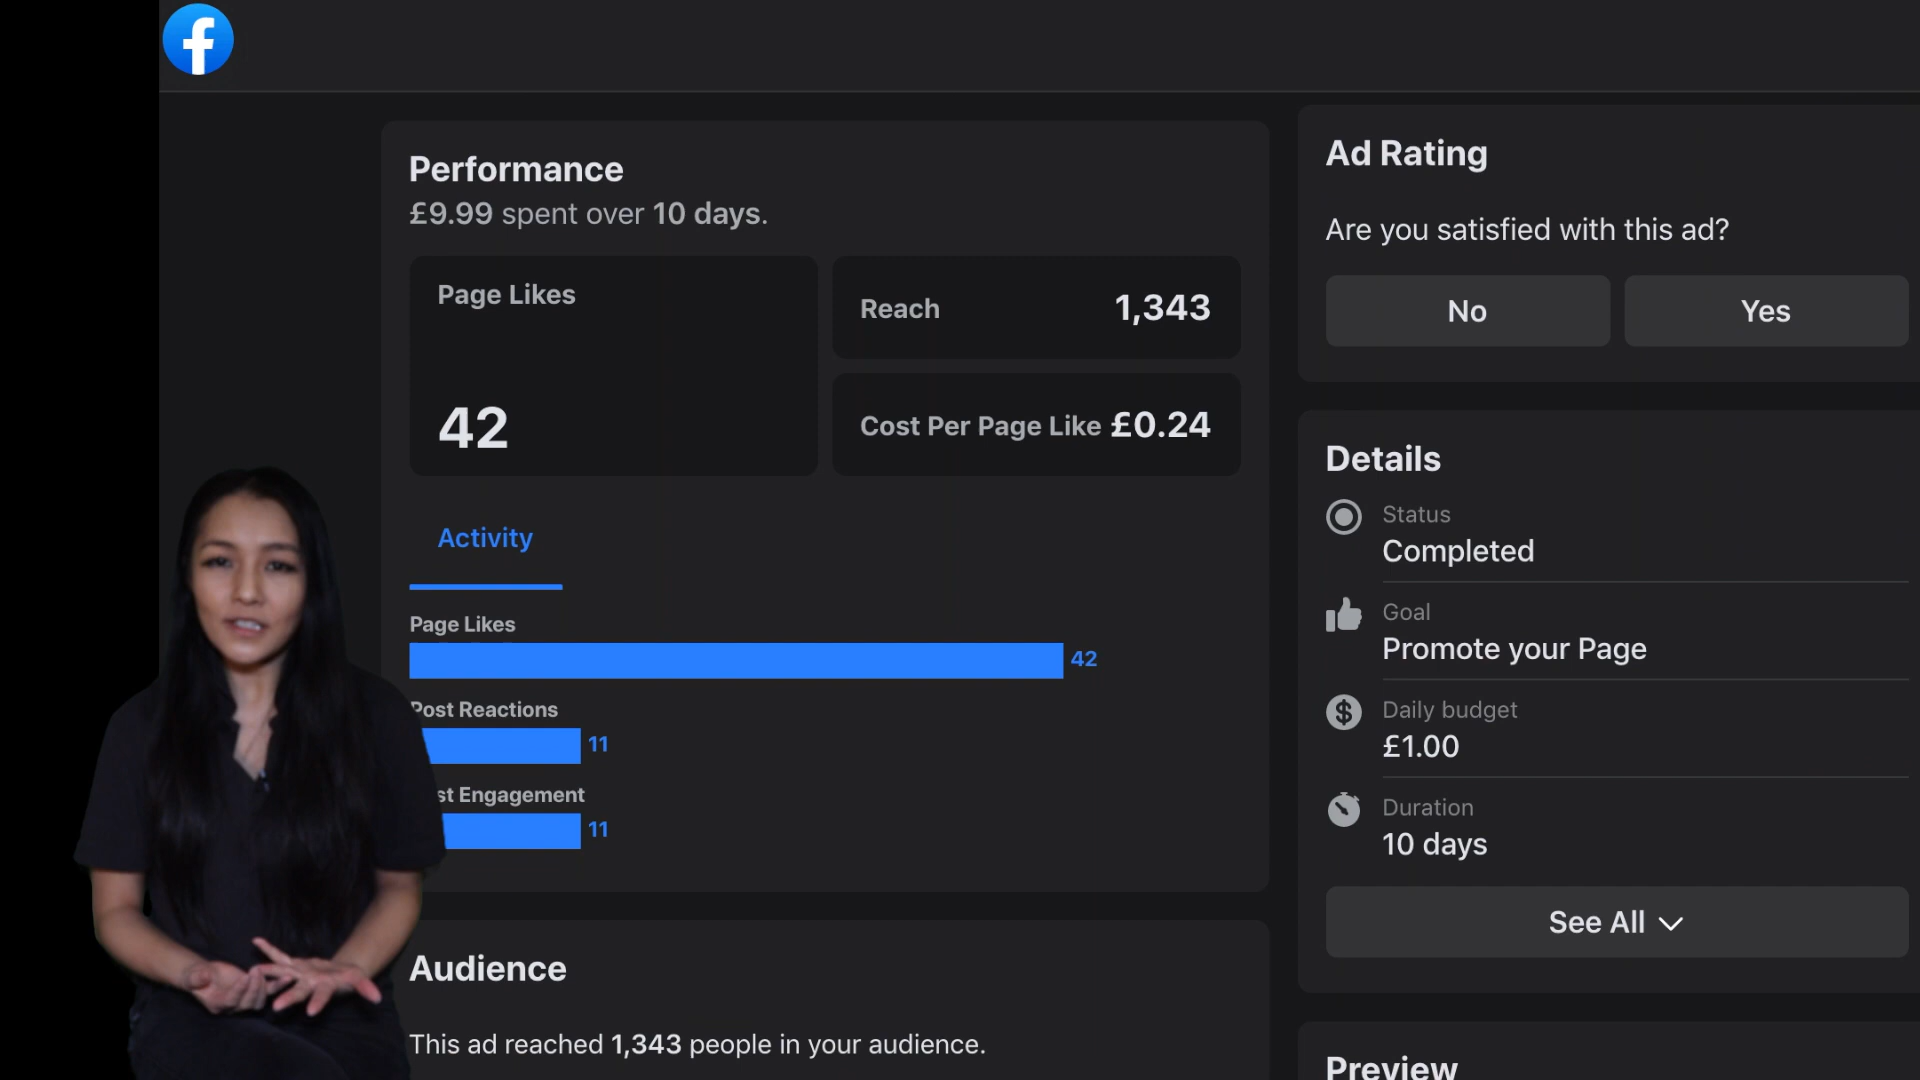 Performance
£9.99 spent over 10 days.
Page Likes
42
Reach 1,343
Cost Per Page Like £0.24
Activity
Page Likes
42
Post Reactions
11
st Engagement
11
Audience
This ad reached 1,343 people in your audience.
Ad Rating
Are you satisfied with this ad?
No
Yes
Details
Status
Completed
Goal
Promote your Page
Daily budget
£1.00
Duration
10 days
See All
Preview